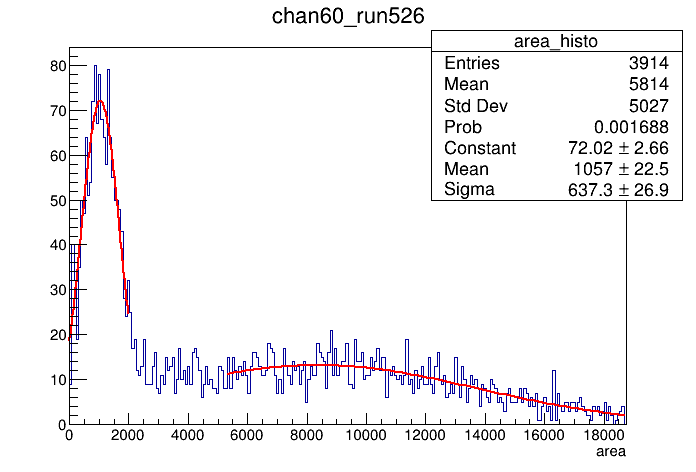 chan60_run526
area_histo
Entries 3914
Mean 5814
Std Dev 5027
Prob 0.001688
Constant 72.02 ± 2.66
Mean 1057 ± 22.5
Sigma 637.3 ± 26.9
80
70
60
50
40
30
20
10
0
0 2000 4000 6000 8000 10000 12000 14000 16000 18000
area